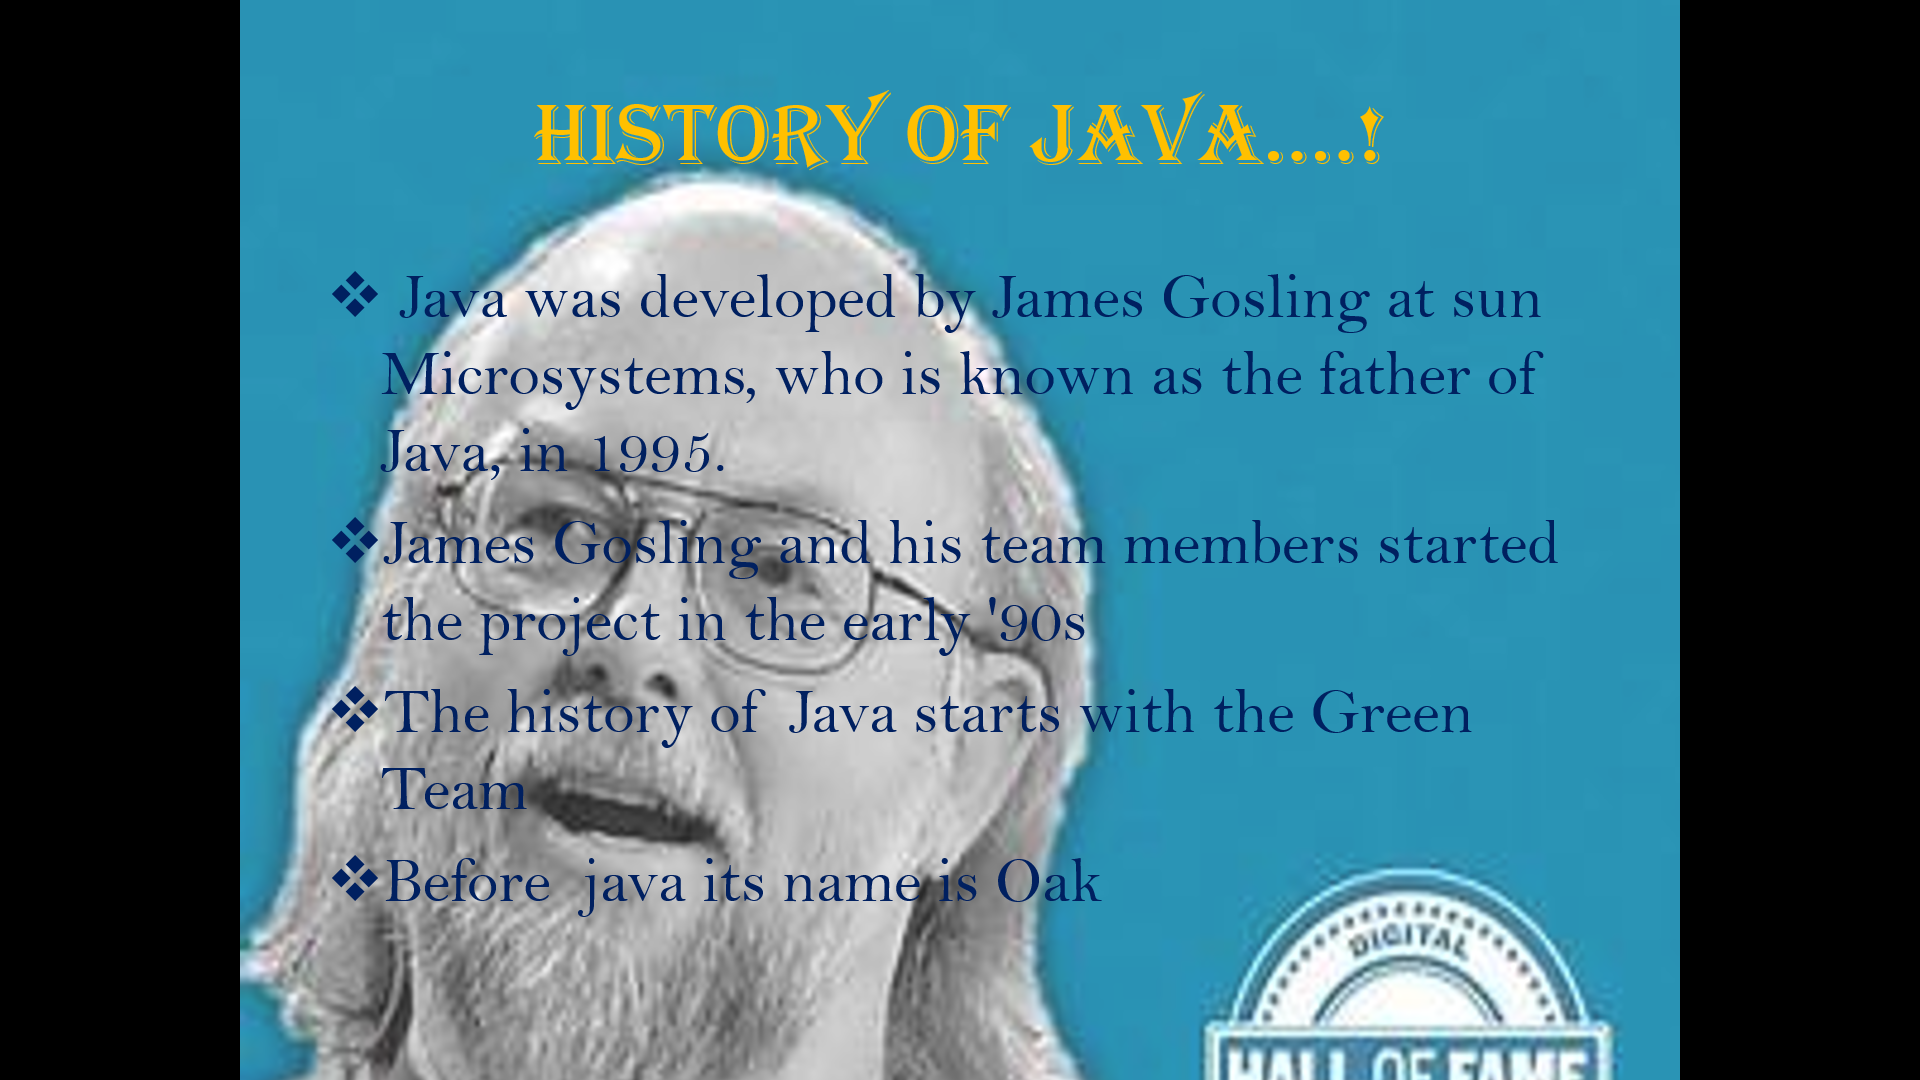 HISTORY OF JAVA....!
❖ Java was developed by James Gosling at sun
Microsystems, who is known as the father of
Java, in 1995.
❖James Gosling and his team members started
the project in the early '90s
❖The history of  Java starts with the Green
Team
❖Before  java its name is Oak
DIGITAL
HALL OF FAME